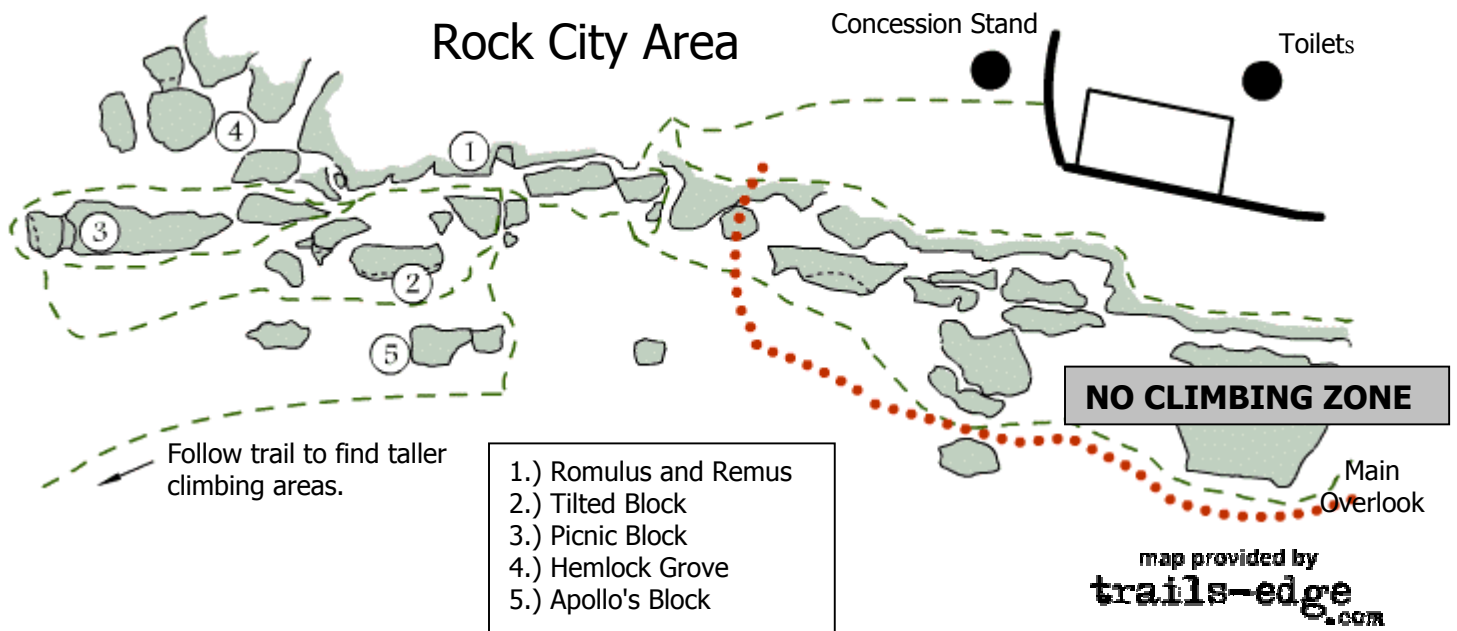 Rock City Area
Concession Stand
Toilets
4
1
3
2
5
NO CLIMBING ZONE
Follow trail to find taller
climbing areas.
1.) Romulus and Remus
2.) Tilted Block
3.) Picnic Block
4.) Hemlock Grove
5.) Apollo's Block
Main
Overlook
map provided by
trails-edge
.com